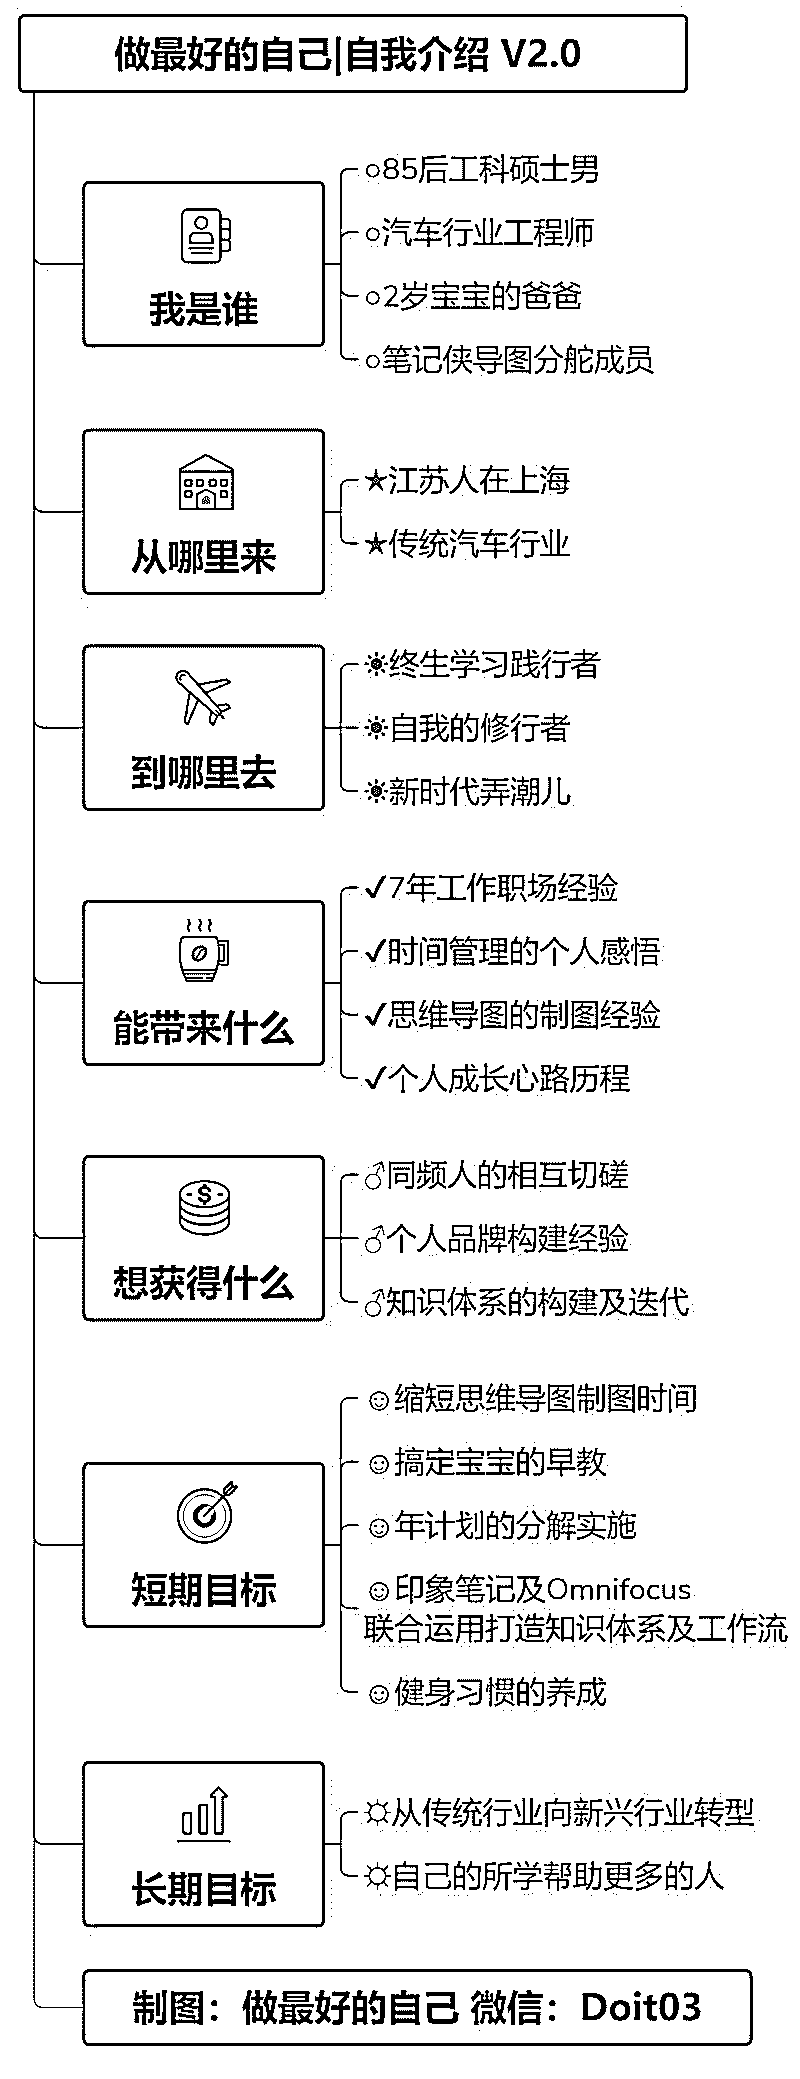 做最好的自己|自我介绍 V2.0
我是谁
○85后工科硕士男
○汽车行业工程师
○2岁宝宝的爸爸
○笔记侠导图分舵成员
从哪里来
★江苏人在上海
★传统汽车行业
到哪里去
☀终生学习践行者
☀自我的修行者
☀新时代弄潮儿
能带来什么
✓7年工作职场经验
✓时间管理的个人感悟
✓思维导图的制图经验
✓个人成长心路历程
想获得什么
♂同频人的相互切磋
♂个人品牌构建经验
♂知识体系的构建及迭代
短期目标
☺缩短思维导图制图时间
☺搞定宝宝的早教
☺年计划的分解实施
☺印象笔记及Omnifocus
联合运用打造知识体系及工作流
☺健身习惯的养成
长期目标
☼从传统行业向新兴行业转型
☼自己的所学帮助更多的人
制图：做最好的自己 微信：Doit03